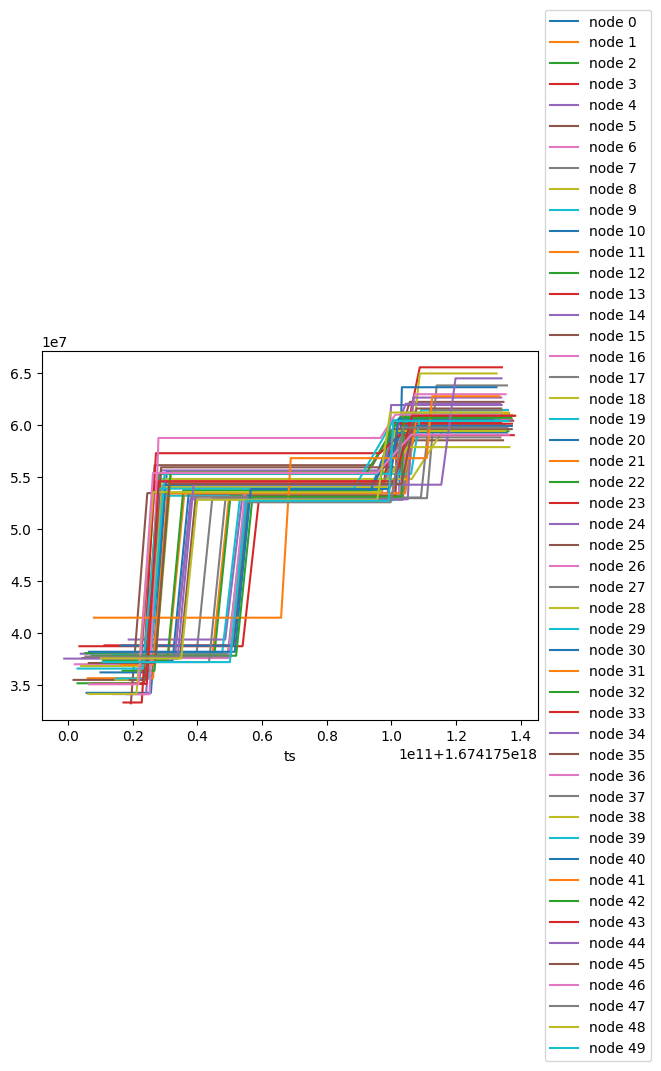 1e7
6.5
6.0
5.5
5.0
4.5
4.0
3.5
0.0 0.2 0.4 0.6 0.8 1.0 1.2 1.4
ts
1e11+1.674175e18
node 0
node 1
node 2
node 3
node 4
node 5
node 6
node 7
node 8
node 9
node 10
node 11
node 12
node 13
node 14
node 15
node 16
node 17
node 18
node 19
node 20
node 21
node 22
node 23
node 24
node 25
node 26
node 27
node 28
node 29
node 30
node 31
node 32
node 33
node 34
node 35
node 36
node 37
node 38
node 39
node 40
node 41
node 42
node 43
node 44
node 45
node 46
node 47
node 48
node 49